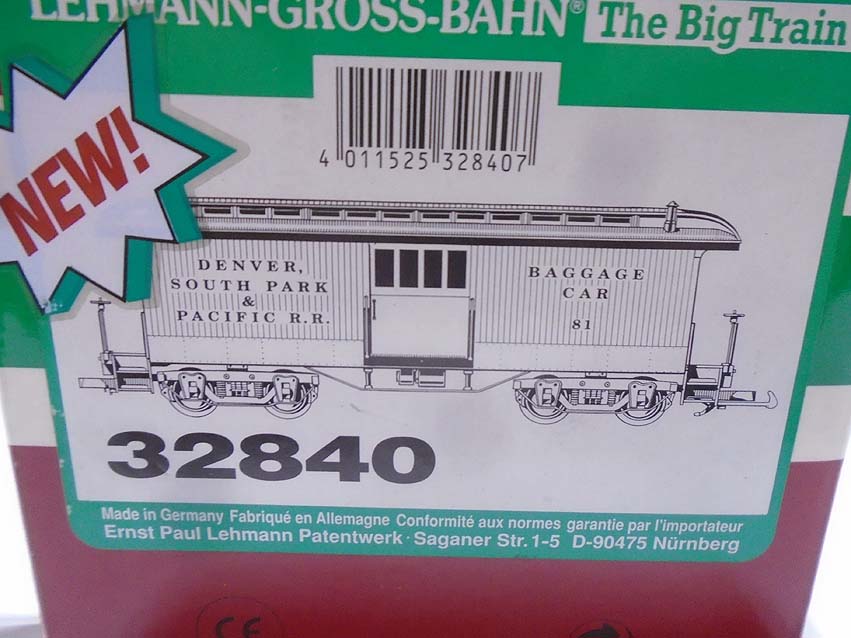 LEHMANN-GROSS-BAHN® The Big Train
NEW!
4 011525 328407
DENVER,
SOUTH PARK
&
PACIFIC R.R.
BAGGAGE
CAR
81
32840
Made in Germany Fabriqué en Allemagne Conformité aux normes garantie par l'importateur
Ernst Paul Lehmann Patentwerk · Saganer Str. 1-5 D-90475 Nürnberg
CE